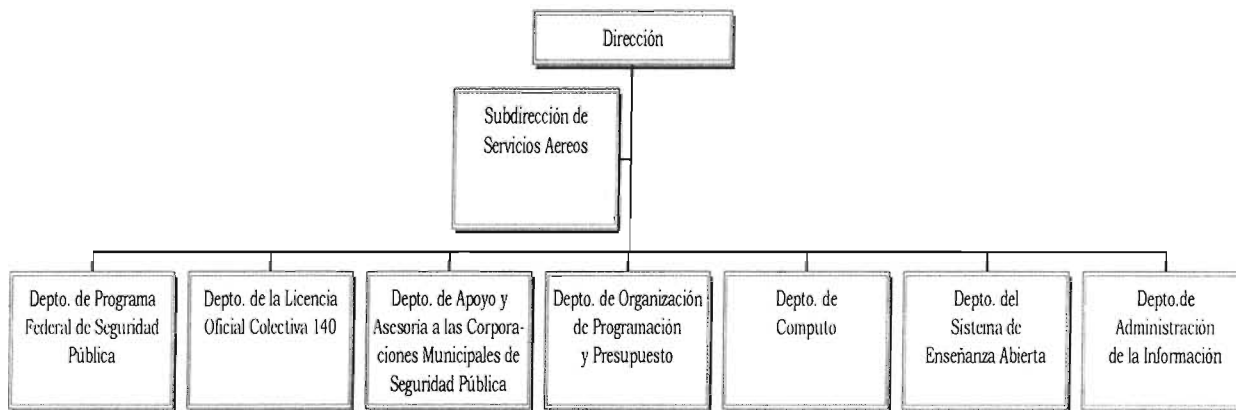 Dirección
Subdirección de
Servicios Aereos
Depto. de Programa
Federal de Seguridad
Pública
Depto. de la Licencia
Oficial Colectiva 140
Depto. de Apoyo y
Asesoría a las Corpora-
ciones Municipales de
Seguridad Pública
Depto. de Organización
de Programación
y Presupuesto
Depto. de
Computo
Depto. del
Sistema de
Enseñanza Abierta
Depto.de
Administración
de la Información